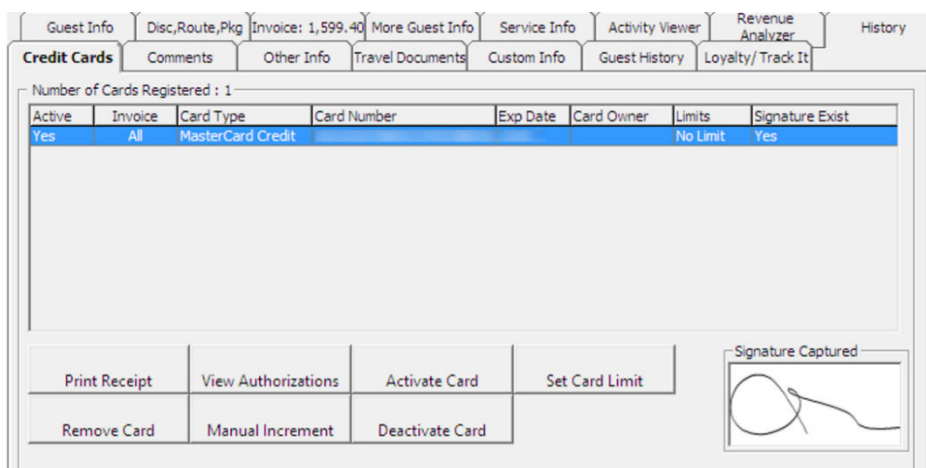 Guest Info Disc,Route,Pkg Invoice: 1,599.40 More Guest Info Service Info Activity Viewer Revenue Analyzer History
Credit Cards Comments Other Info Travel Documents Custom Info Guest History Loyalty/ Track It
Number of Cards Registered : 1
Active Invoice Card Type Card Number Exp Date Card Owner Limits Signature Exist
Yes All MasterCard Credit No Limit Yes
Signature Captured
Print Receipt View Authorizations Activate Card Set Card Limit
Remove Card Manual Increment Deactivate Card